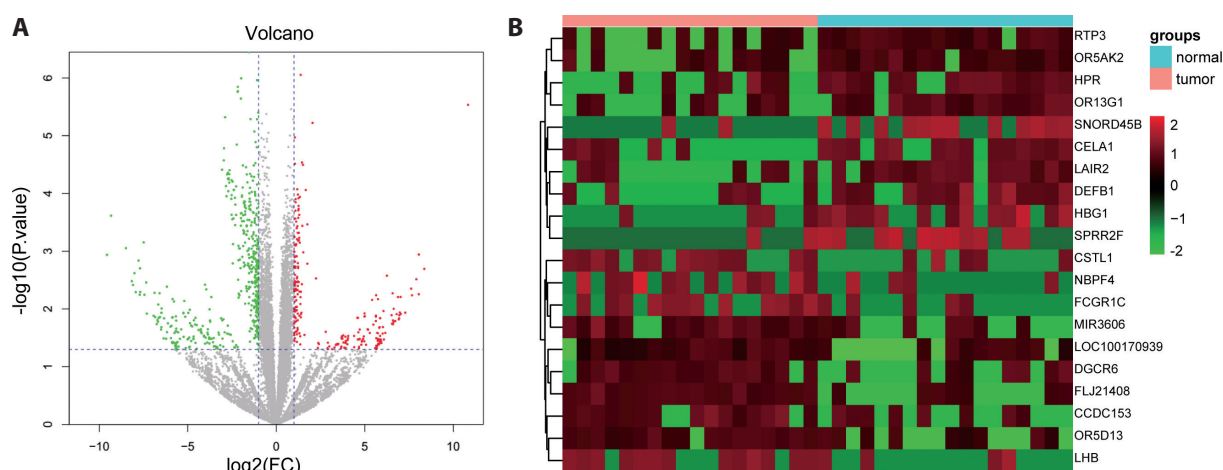 A
Volcano
6
5
4
3
2
1
0
-log10(P.value)
−10
−5
0
5
10
log2(FC)
B
RTP3
OR5AK2
HPR
OR13G1
SNORD45B
CELA1
LAIR2
DEFB1
HBG1
SPRR2F
CSTL1
NBPF4
FCGR1C
MIR3606
LOC100170939
DGCR6
FLJ21408
CCDC153
OR5D13
LHB
groups
normal
tumor
2
1
0
−1
−2